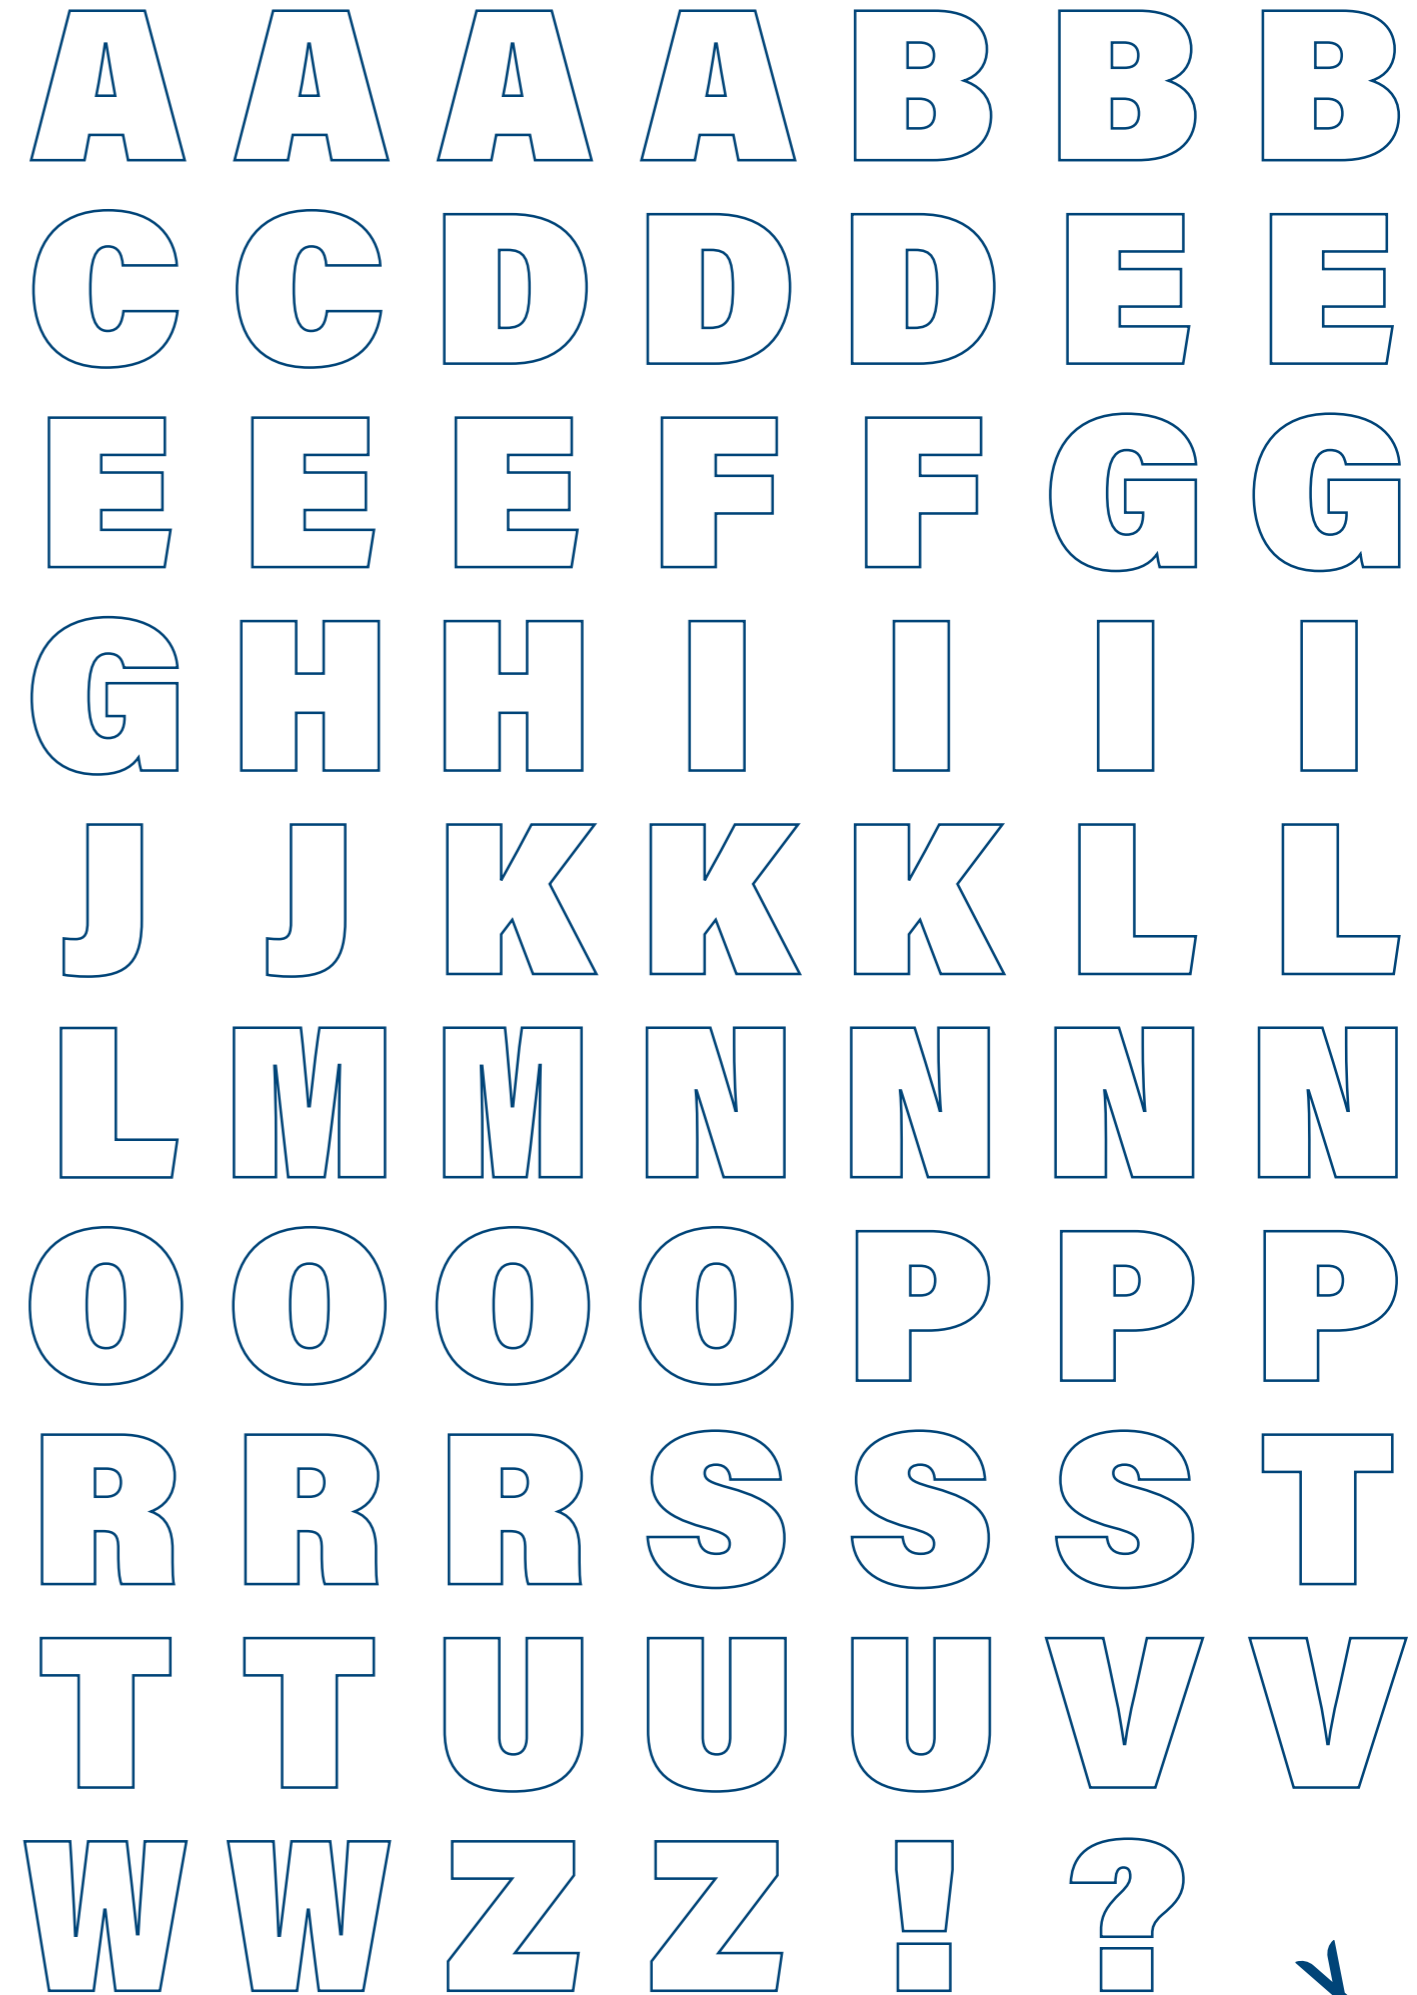 A A A A B B B
C C D D D E E
E E E F F G G
G H H I I I I
J J K K K L L
L M M N N N N
O O O O P P P
R R R S S S T
T T U U U V V
W W Z Z ! ?